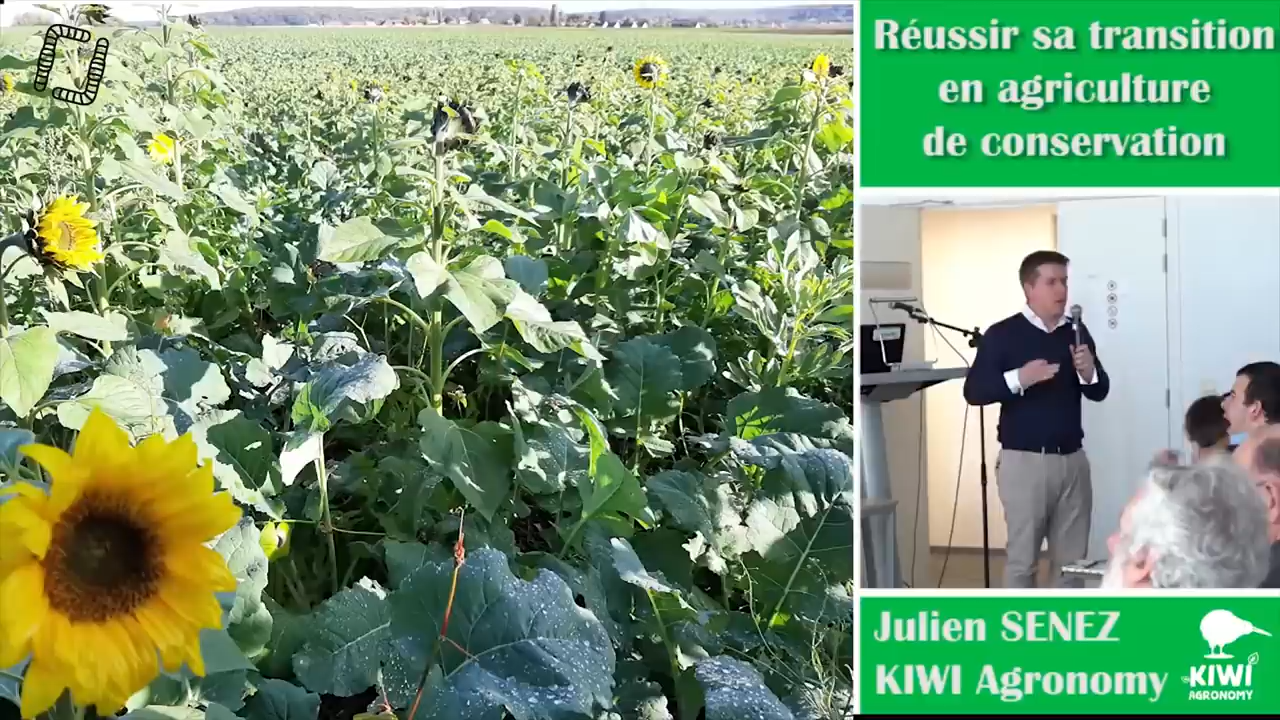 Réussir sa transition
en agriculture
de conservation
Julien SENEZ
KIWI Agronomy
KIWI
AGRONOMY